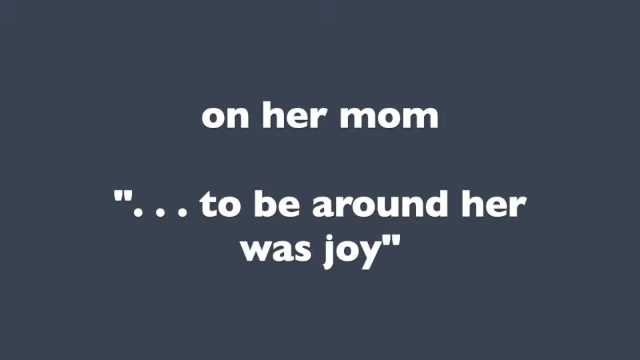 on her mom
". . . to be around her
was joy"